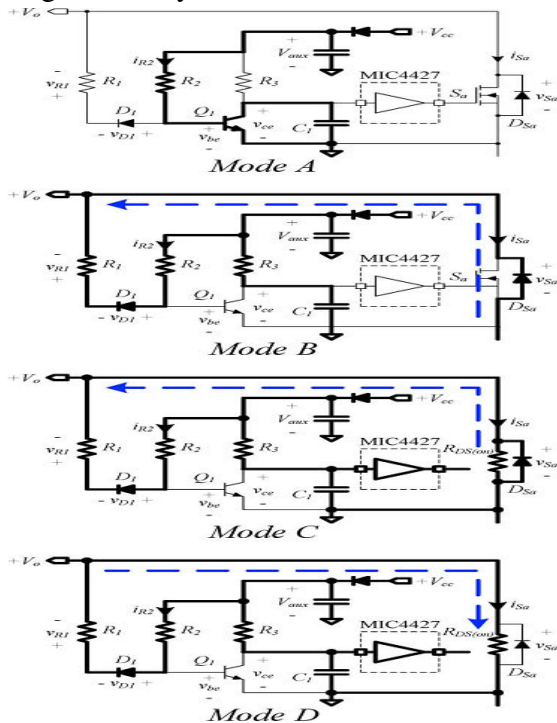 +Vo iSa
iR2 +Vcc
Vaux
vR1 R1 R2 R3 MIC4427 Sa vSa
D1 Q1 DSa
vD1 vbe vce C1
Mode A
+Vo iSa
iR2 +Vcc
Vaux
vR1 R1 R2 R3 MIC4427 Sa vSa
D1 Q1 DSa
vD1 vbe vce C1
Mode B
+Vo iSa
iR2 +Vcc
Vaux
vR1 R1 R2 R3 MIC4427 RDS(on) vSa
D1 Q1 DSa
vD1 vbe vce C1
Mode C
+Vo iSa
iR2 +Vcc
Vaux
vR1 R1 R2 R3 MIC4427 RDS(on) vSa
D1 Q1 DSa
vD1 vbe vce C1
Mode D